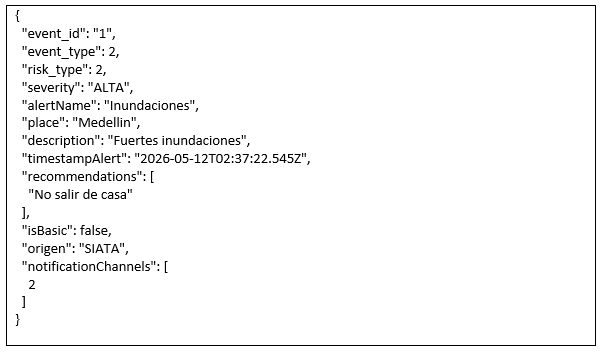 {
"event_id": "1",
"event_type": 2,
"risk_type": 2,
"severity": "ALTA",
"alertName": "Inundaciones",
"place": "Medellin",
"description": "Fuertes inundaciones",
"timestampAlert": "2026-05-12T02:37:22.545Z",
"recommendations": [
"No salir de casa"
],
"isBasic": false,
"origen": "SIATA",
"notificationChannels": [
2
]
}